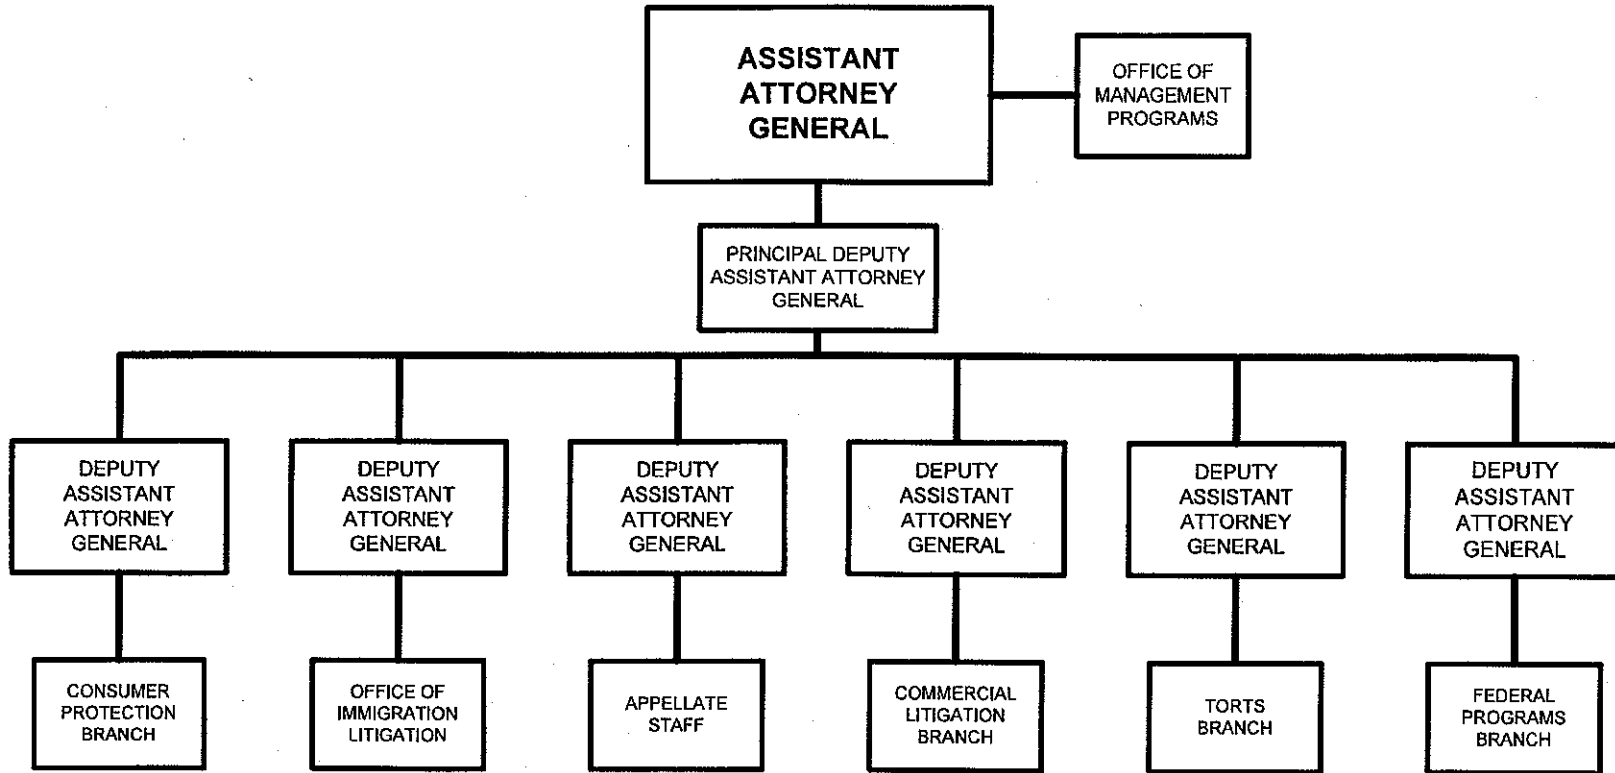 ASSISTANT
ATTORNEY
GENERAL
OFFICE OF
MANAGEMENT
PROGRAMS
PRINCIPAL DEPUTY
ASSISTANT ATTORNEY
GENERAL
DEPUTY
ASSISTANT
ATTORNEY
GENERAL
DEPUTY
ASSISTANT
ATTORNEY
GENERAL
DEPUTY
ASSISTANT
ATTORNEY
GENERAL
DEPUTY
ASSISTANT
ATTORNEY
GENERAL
DEPUTY
ASSISTANT
ATTORNEY
GENERAL
DEPUTY
ASSISTANT
ATTORNEY
GENERAL
CONSUMER
PROTECTION
BRANCH
OFFICE OF
IMMIGRATION
LITIGATION
APPELLATE
STAFF
COMMERCIAL
LITIGATION
BRANCH
TORTS
BRANCH
FEDERAL
PROGRAMS
BRANCH